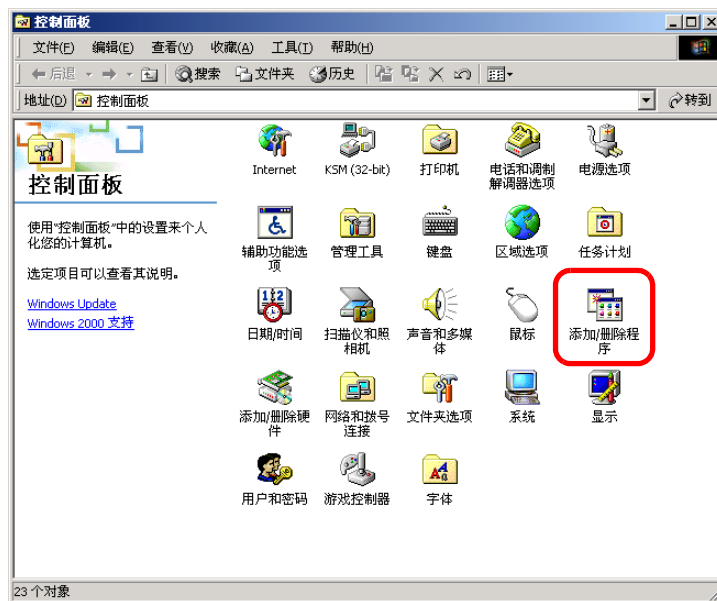 控制面板
文件(F) 编辑(E) 查看(V) 收藏(A) 工具(T) 帮助(H)
后退 搜索 文件夹 历史
地址(D) 控制面板 转到
控制面板
使用“控制面板”中的设置来个人
化您的计算机。
选定项目可以查看其说明。
Windows Update
Windows 2000 支持
Internet
KSM (32-bit)
打印机
电话和调制
解调器选项
电源选项
辅助功能选
项
管理工具
键盘
区域选项
任务计划
日期/时间
扫描仪和照
相机
声音和多媒
体
鼠标
添加/删除程
序
添加/删除硬
件
网络和拨号
连接
文件夹选项
系统
显示
用户和密码
游戏控制器
字体
23 个对象